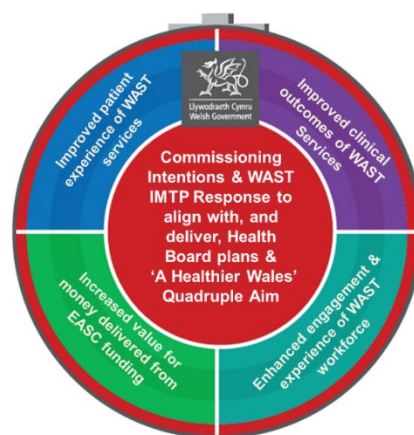 Llywodraeth Cymru
Welsh Government
Improved patient
experience of WAST
services
Improved clinical
outcomes of WAST
Services
Commissioning
Intentions & WAST
IMTP Response to
align with, and
deliver, Health
Board plans &
‘A Healthier Wales’
Quadruple Aim
Increased value for
money delivered from
EASC funding
Enhanced engagement &
experience of WAST
workforce